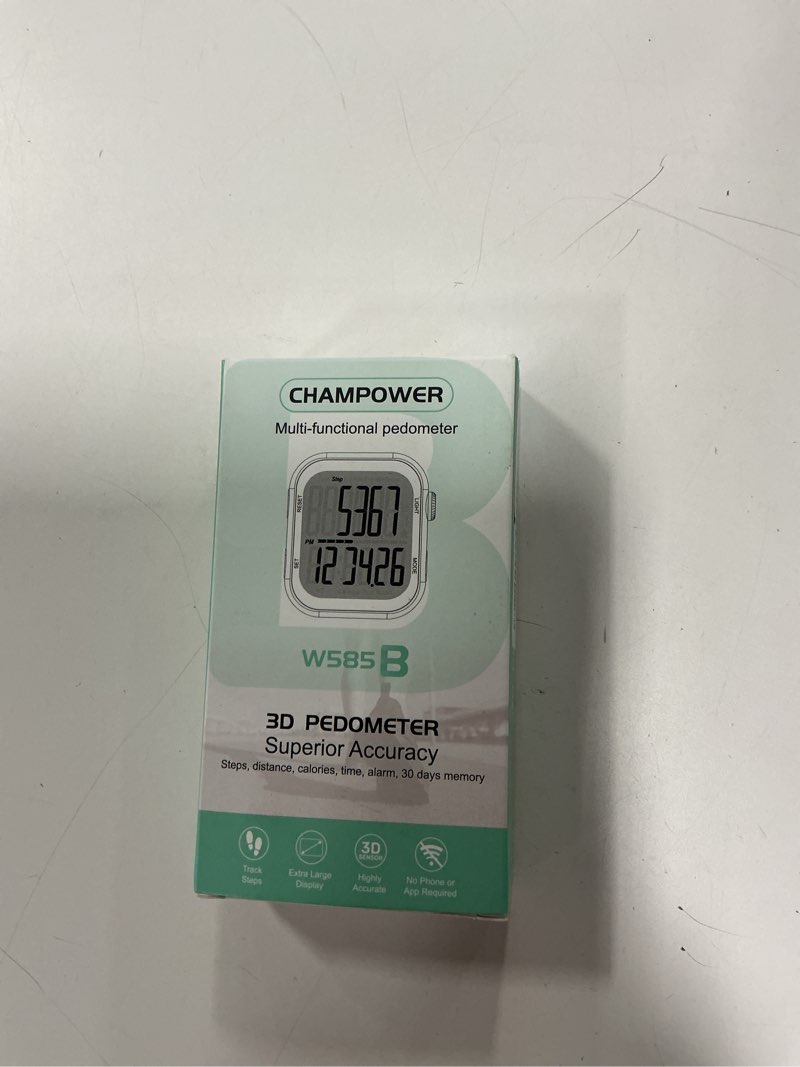 CHAMPOWER
Multi-functional pedometer
Step
5367
RESET
LIGHT
PM
12 34.26
SET
MODE
W585 B
3D PEDOMETER
Superior Accuracy
Steps, distance, calories, time, alarm, 30 days memory
3D
SENSOR
Track
Steps
Extra Large
Display
Highly
Accurate
No Phone or
App Required